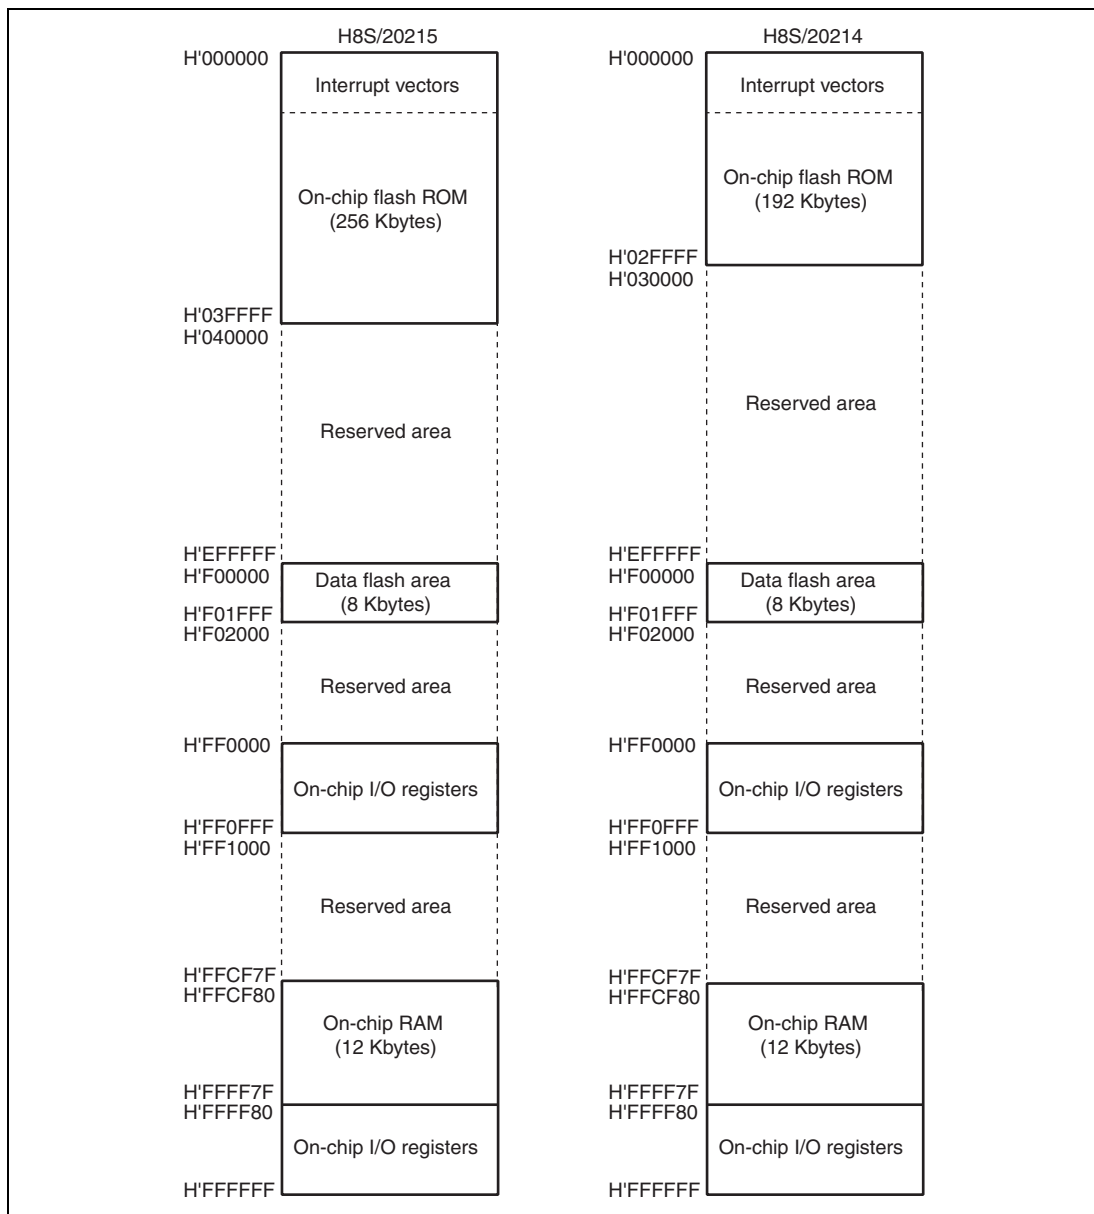 H8S/20215
H'000000
Interrupt vectors
On-chip flash ROM
(256 Kbytes)
H'03FFFF
H'040000
Reserved area
H'EFFFFF
H'F00000
Data flash area
(8 Kbytes)
H'F01FFF
H'F02000
Reserved area
H'FF0000
On-chip I/O registers
H'FF0FFF
H'FF1000
Reserved area
H'FFCF7F
H'FFCF80
On-chip RAM
(12 Kbytes)
H'FFFF7F
H'FFFF80
On-chip I/O registers
H'FFFFFF
H8S/20214
H'000000
Interrupt vectors
On-chip flash ROM
(192 Kbytes)
H'02FFFF
H'030000
Reserved area
H'EFFFFF
H'F00000
Data flash area
(8 Kbytes)
H'F01FFF
H'F02000
Reserved area
H'FF0000
On-chip I/O registers
H'FF0FFF
H'FF1000
Reserved area
H'FFCF7F
H'FFCF80
On-chip RAM
(12 Kbytes)
H'FFFF7F
H'FFFF80
On-chip I/O registers
H'FFFFFF